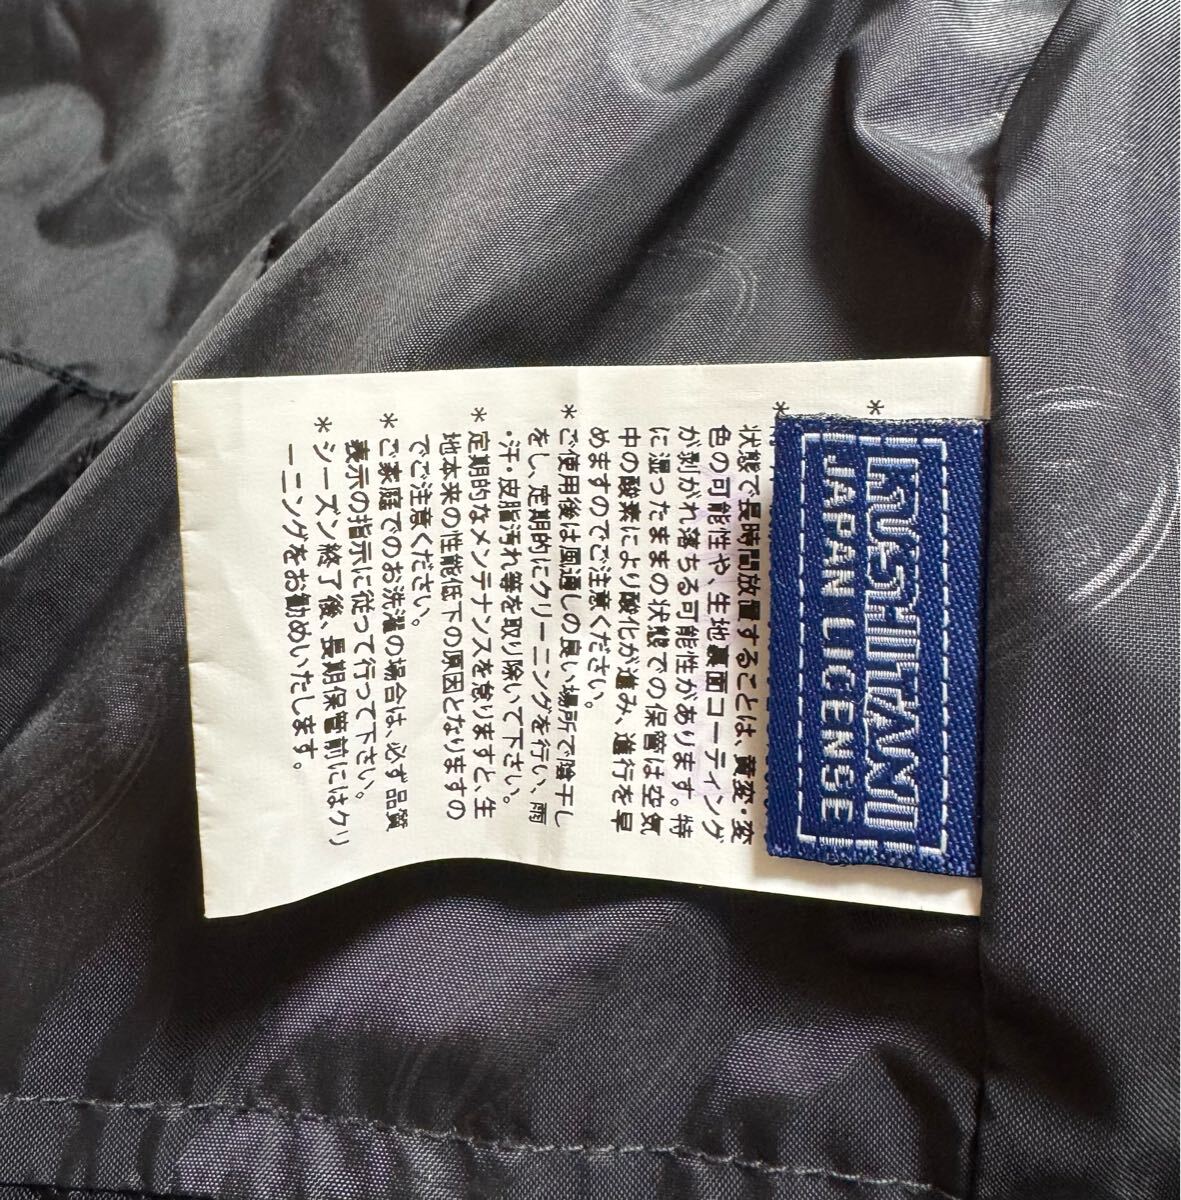 KUSHITANI
JAPAN LICENSE
*
*
状態で長時間放置することは、黄変・変
色の可能性や、生地裏面コーティング
が剥がれ落ちる可能性があります。特
に湿ったままの状態での保管は空気
中の酸素により酸化が進み、進行を早
めますのでご注意ください。
*ご使用後は風通しの良い場所で陰干し
をし、定期的にクリーニングを行い、雨
・汗・皮脂汚れ等を取り除いて下さい。
*定期的なメンテナンスを怠りますと、生
地本来の性能低下の原因となりますの
でご注意ください。
*ご家庭でのお洗濯の場合は、必ず品質
表示の指示に従って行って下さい。
*シーズン終了後、長期保管前にはクリ
ーニングをお勧めいたします。